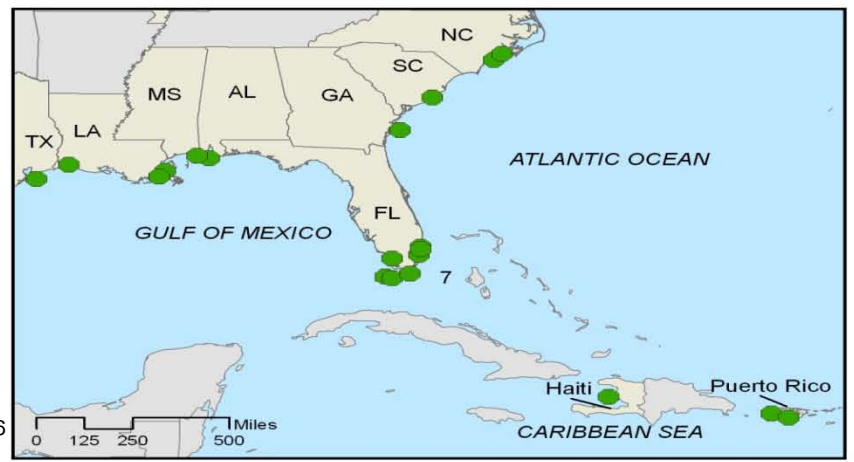 NC
SC
MS
AL
GA
TX
LA
ATLANTIC OCEAN
FL
GULF OF MEXICO
7
Haiti
Puerto Rico
6
Miles
0 125 250 500
CARIBBEAN SEA